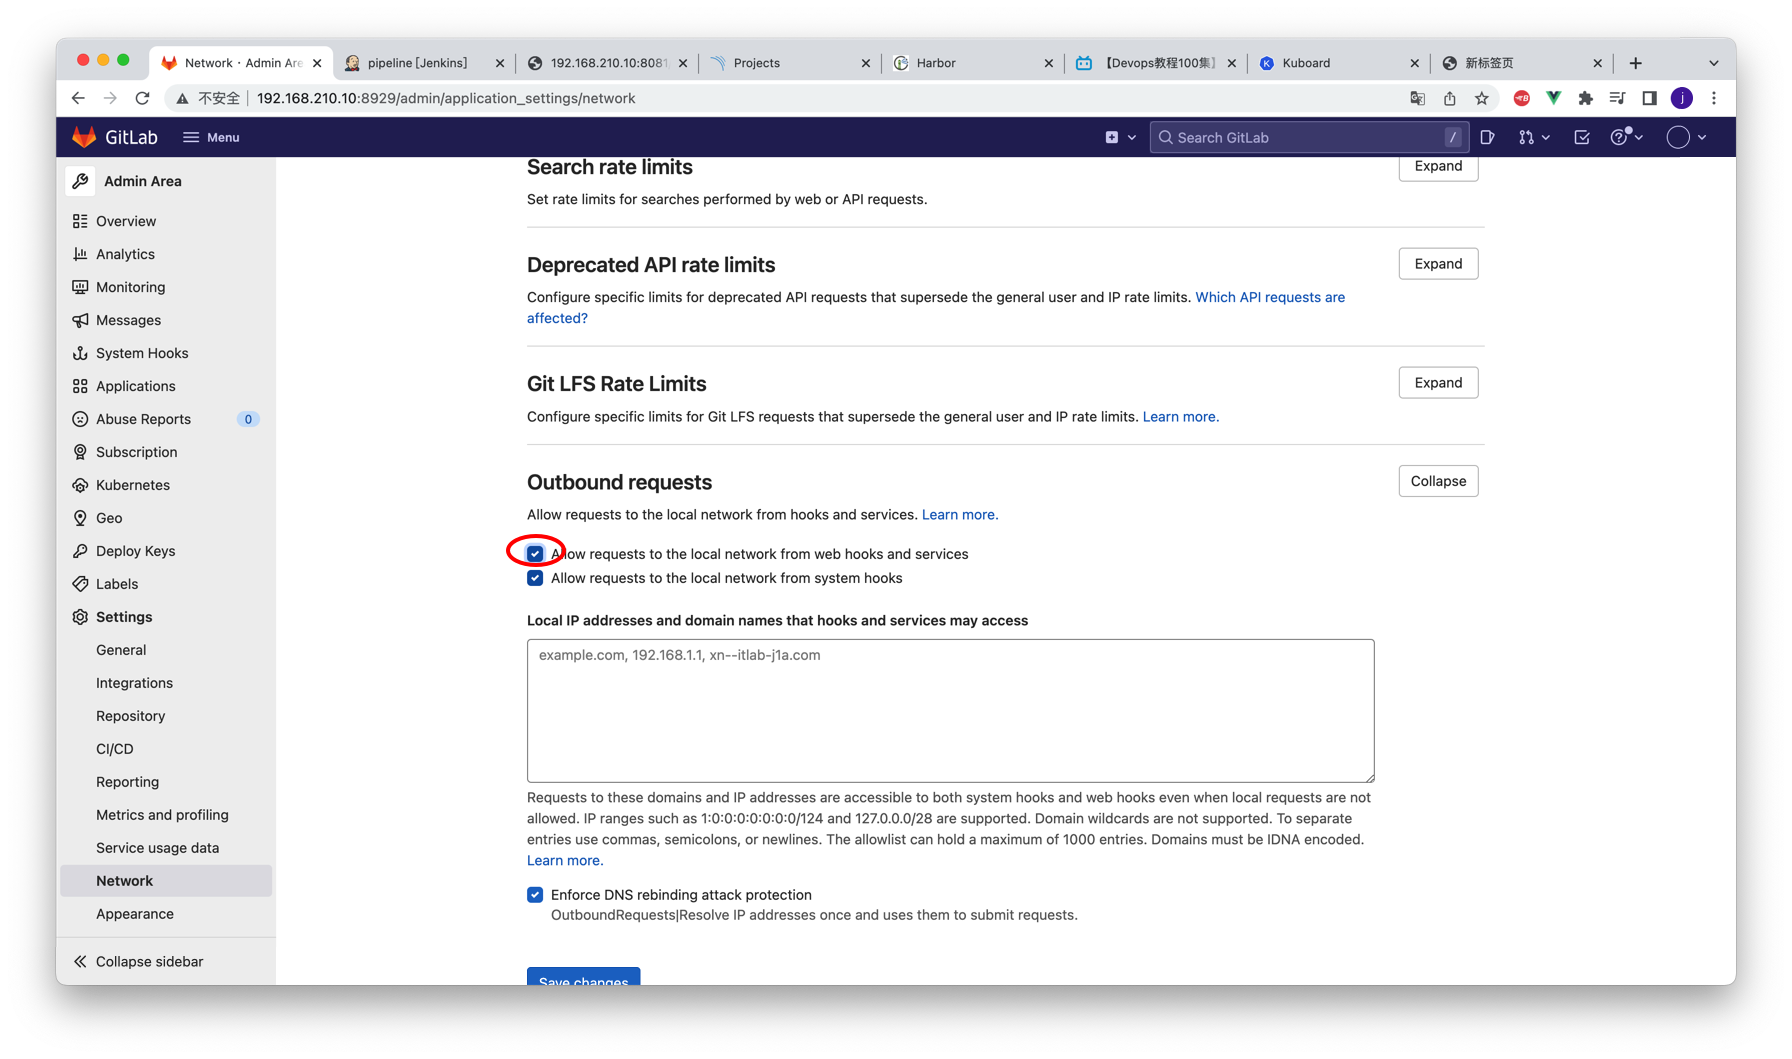 Network · Admin Are
pipeline [Jenkins]
192.168.210.10:8081
Projects
Harbor
【Devops教程100集】
Kuboard
新标签页
不安全
192.168.210.10:8929/admin/application_settings/network
j
GitLab
Menu
Search GitLab
/
Admin Area
Overview
Analytics
Monitoring
Messages
System Hooks
Applications
Abuse Reports
0
Subscription
Kubernetes
Geo
Deploy Keys
Labels
Settings
General
Integrations
Repository
CI/CD
Reporting
Metrics and profiling
Service usage data
Network
Appearance
Collapse sidebar
Search rate limits
Expand
Set rate limits for searches performed by web or API requests.
Deprecated API rate limits
Expand
Configure specific limits for deprecated API requests that supersede the general user and IP rate limits. Which API requests are
affected?
Git LFS Rate Limits
Expand
Configure specific limits for Git LFS requests that supersede the general user and IP rate limits. Learn more.
Outbound requests
Collapse
Allow requests to the local network from hooks and services. Learn more.
Allow requests to the local network from web hooks and services
Allow requests to the local network from system hooks
Local IP addresses and domain names that hooks and services may access
example.com, 192.168.1.1, xn--itlab-j1a.com
Requests to these domains and IP addresses are accessible to both system hooks and web hooks even when local requests are not
allowed. IP ranges such as 1:0:0:0:0:0:0:0/124 and 127.0.0.0/28 are supported. Domain wildcards are not supported. To separate
entries use commas, semicolons, or newlines. The allowlist can hold a maximum of 1000 entries. Domains must be IDNA encoded.
Learn more.
Enforce DNS rebinding attack protection
OutboundRequests|Resolve IP addresses once and uses them to submit requests.
Save changes